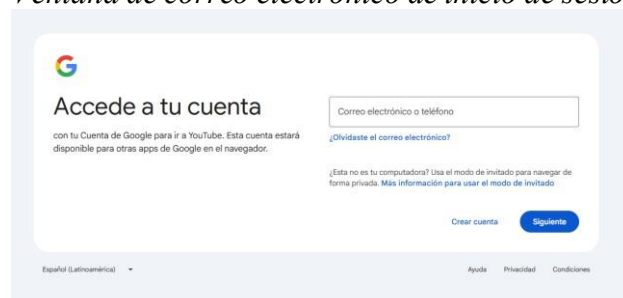 Ventana de correo electrónico de inicio de sesió
Accede a tu cuenta
con tu Cuenta de Google para ir a YouTube. Esta cuenta estará
disponible para otras apps de Google en el navegador.
Correo electrónico o teléfono
¿Olvidaste el correo electrónico?
¿Esta no es tu computadora? Usa el modo de invitado para navegar de
forma privada. Más información para usar el modo de invitado
Crear cuenta
Siguiente
Español (Latinoamérica)
Ayuda
Privacidad
Condiciones